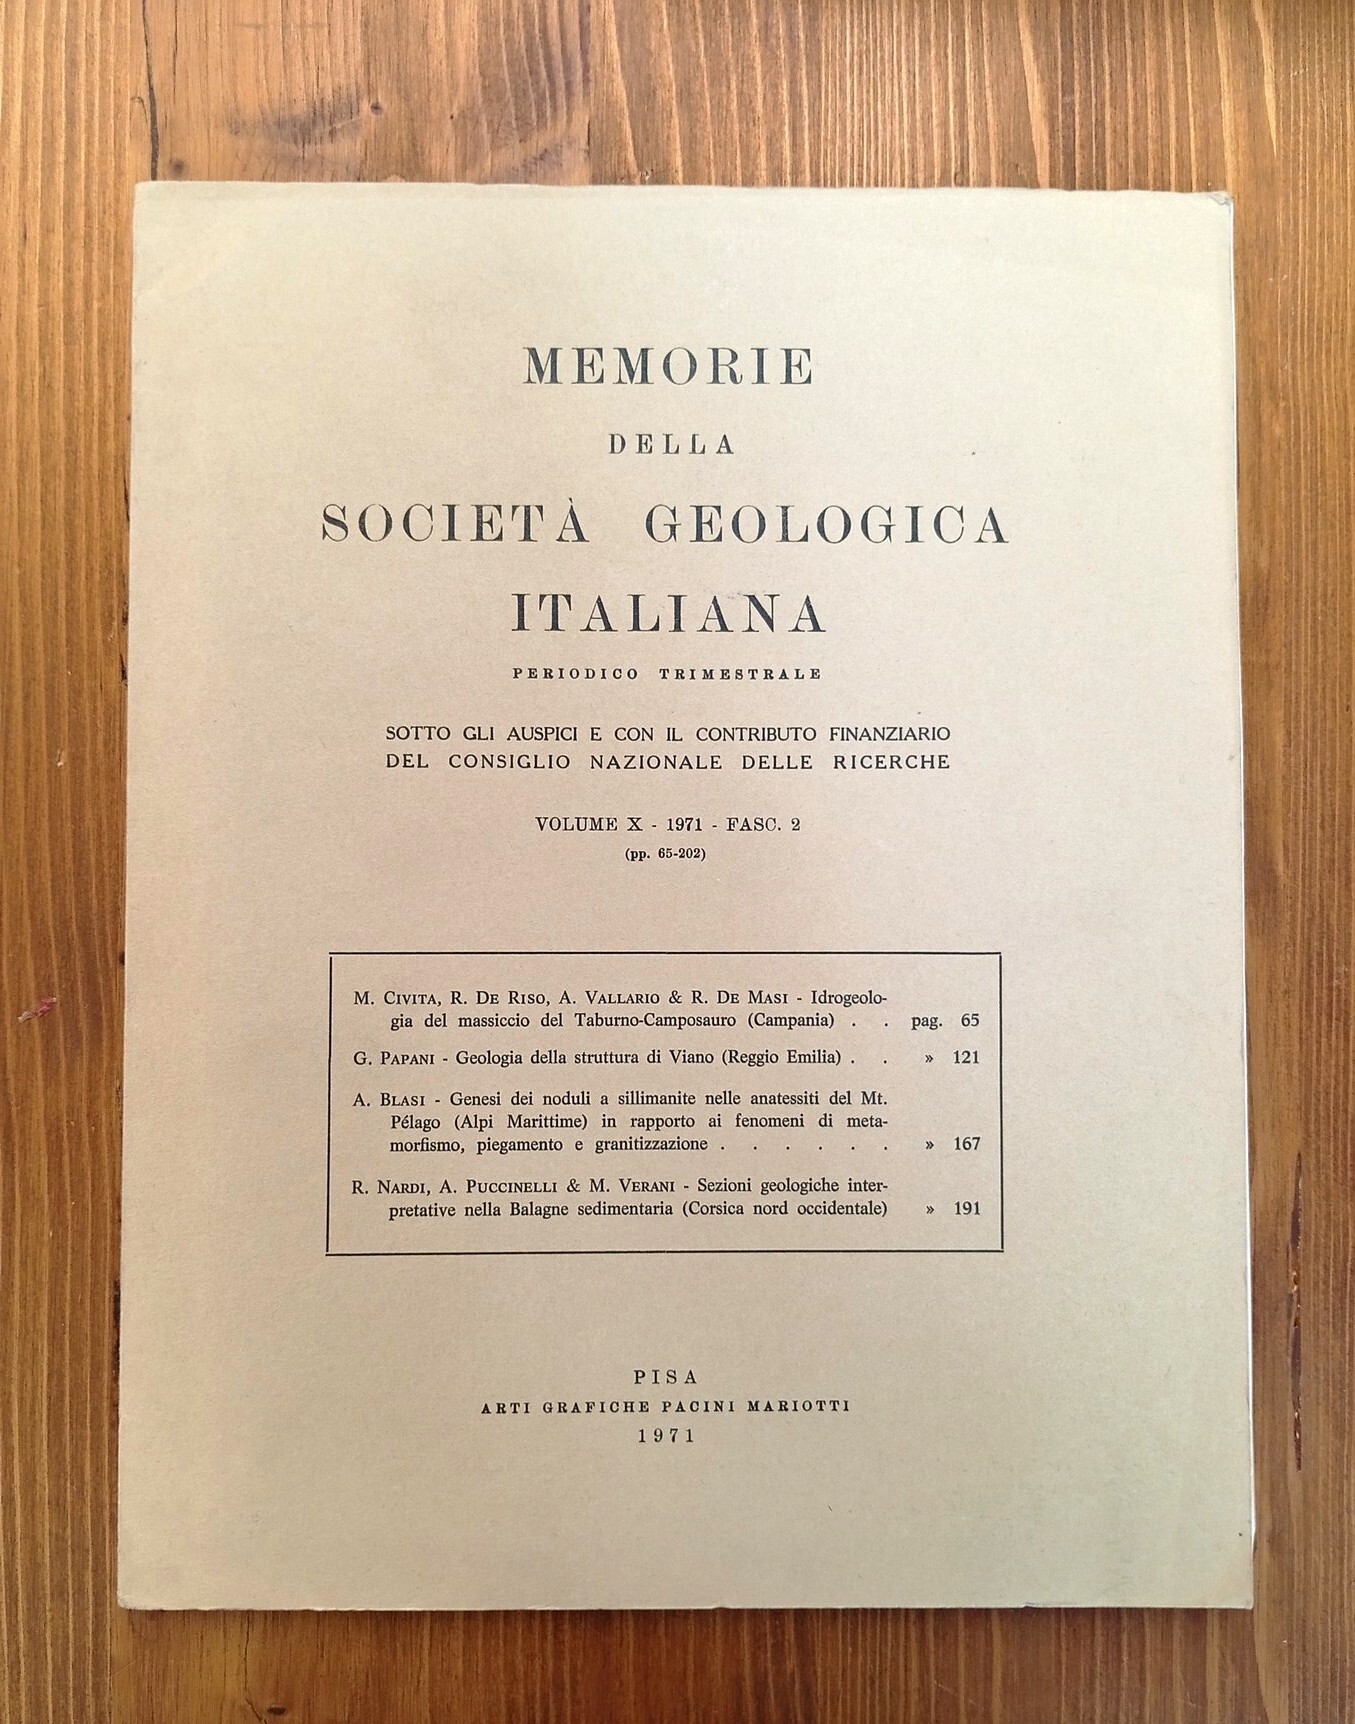 MEMORIE
DELLA
SOCIETÀ GEOLOGICA
ITALIANA
PERIODICO TRIMESTRALE
SOTTO GLI AUSPICI E CON IL CONTRIBUTO FINANZIARIO
DEL CONSIGLIO NAZIONALE DELLE RICERCHE
VOLUME X - 1971 - FASC. 2
(pp. 65-202)
M. CIVITA, R. DE RISO, A. VALLARIO & R. DE MASI - Idrogeolo-
gia del massiccio del Taburno-Camposauro (Campania) . . pag. 65
G. PAPANI - Geologia della struttura di Viano (Reggio Emilia) . . » 121
A. BLASI - Genesi dei noduli a sillimanite nelle anatessiti del Mt.
Pélago (Alpi Marittime) in rapporto ai fenomeni di meta-
morfismo, piegamento e granitizzazione . . . . . . » 167
R. NARDI, A. PUCCINELLI & M. VERANI - Sezioni geologiche inter-
pretative nella Balagne sedimentaria (Corsica nord occidentale) » 191
PISA
ARTI GRAFICHE PACINI MARIOTTI
1971